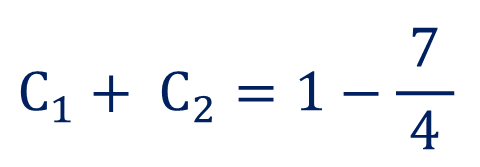 C₁ + C₂ = 1 − 7/4